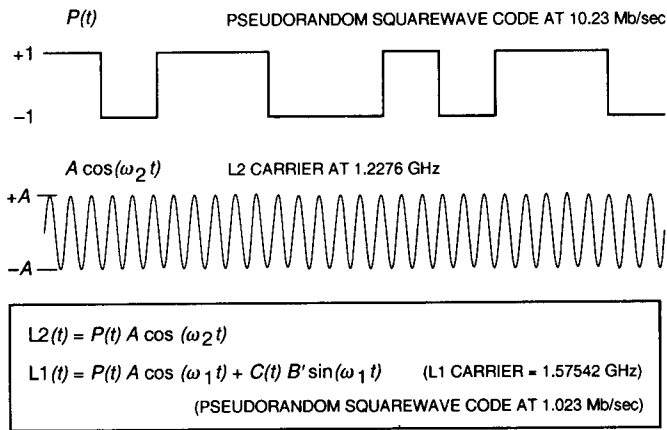 P(t) PSEUDORANDOM SQUAREWAVE CODE AT 10.23 Mb/sec
+1
−1
A cos(ω₂ t) L2 CARRIER AT 1.2276 GHz
+A
−A
L2(t) = P(t) A cos (ω₂ t)
L1(t) = P(t) A cos (ω₁ t) + C(t) B′ sin(ω₁ t) (L1 CARRIER = 1.57542 GHz)
(PSEUDORANDOM SQUAREWAVE CODE AT 1.023 Mb/sec)